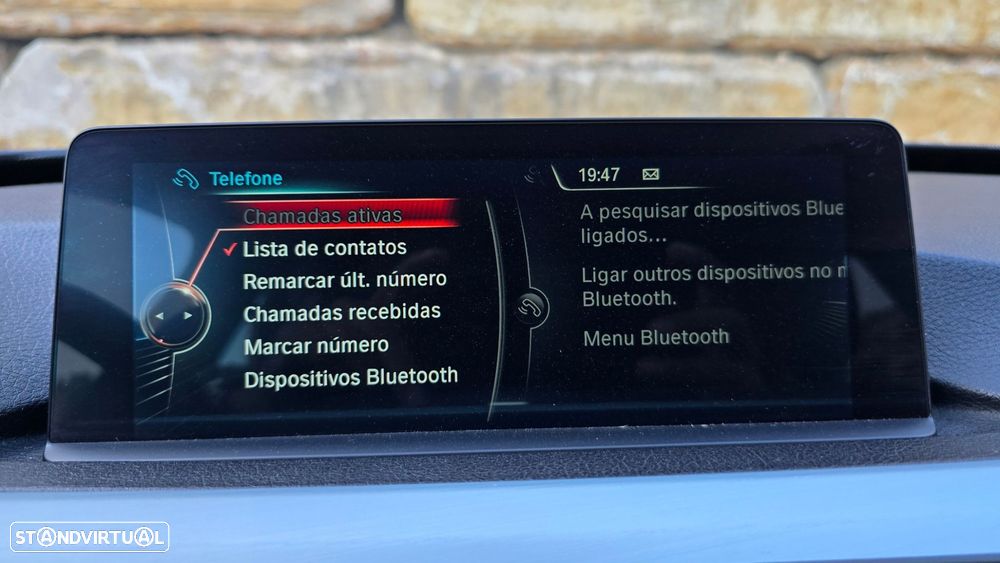 Telefone
Chamadas ativas
Lista de contatos
Remarcar últ. número
Chamadas recebidas
Marcar número
Dispositivos Bluetooth
19:47
A pesquisar dispositivos Blue
ligados...
Ligar outros dispositivos no m
Bluetooth.
Menu Bluetooth
STANDVIRTUAL